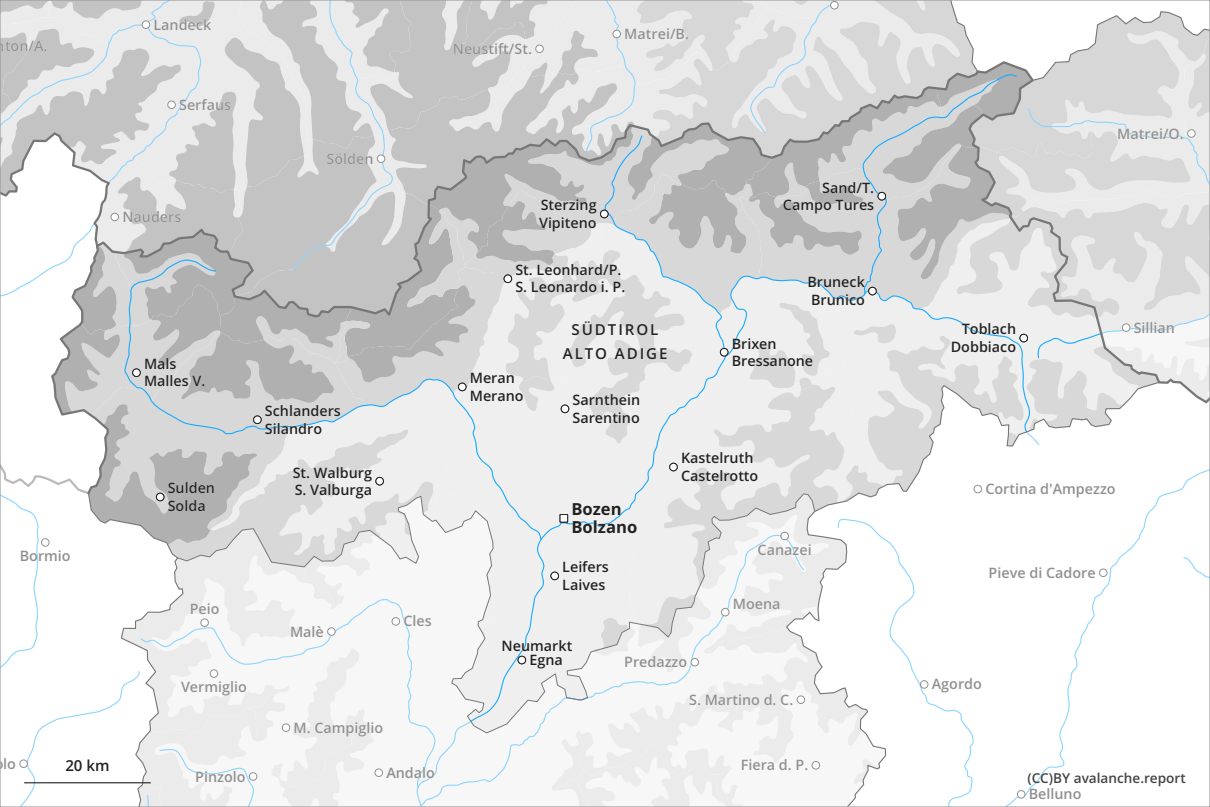 Landeck
Neustift/St.
Matrei/B.
Serfaus
Matrei/O.
Sölden
Nauders
Sand/T.
Campo Tures
Sterzing
Vipiteno
St. Leonhard/P.
S. Leonardo i. P.
Bruneck
Brunico
SÜDTIROL
ALTO ADIGE
Toblach
Dobbiaco
Sillian
Brixen
Bressanone
Mals
Malles V.
Meran
Merano
Sarnthein
Sarentino
Schlanders
Silandro
Kastelruth
Castelrotto
St. Walburg
S. Valburga
Sulden
Solda
Cortina d'Ampezzo
Bozen
Bolzano
Bormio
Canazei
Leifers
Laives
Pieve di Cadore
Peio
Moena
Malè
Cles
Neumarkt
Egna
Predazzo
Vermiglio
Agordo
S. Martino d. C.
M. Campiglio
20 km
Pinzolo
Andalo
Fiera d. P.
(CC)BY avalanche.report
Belluno